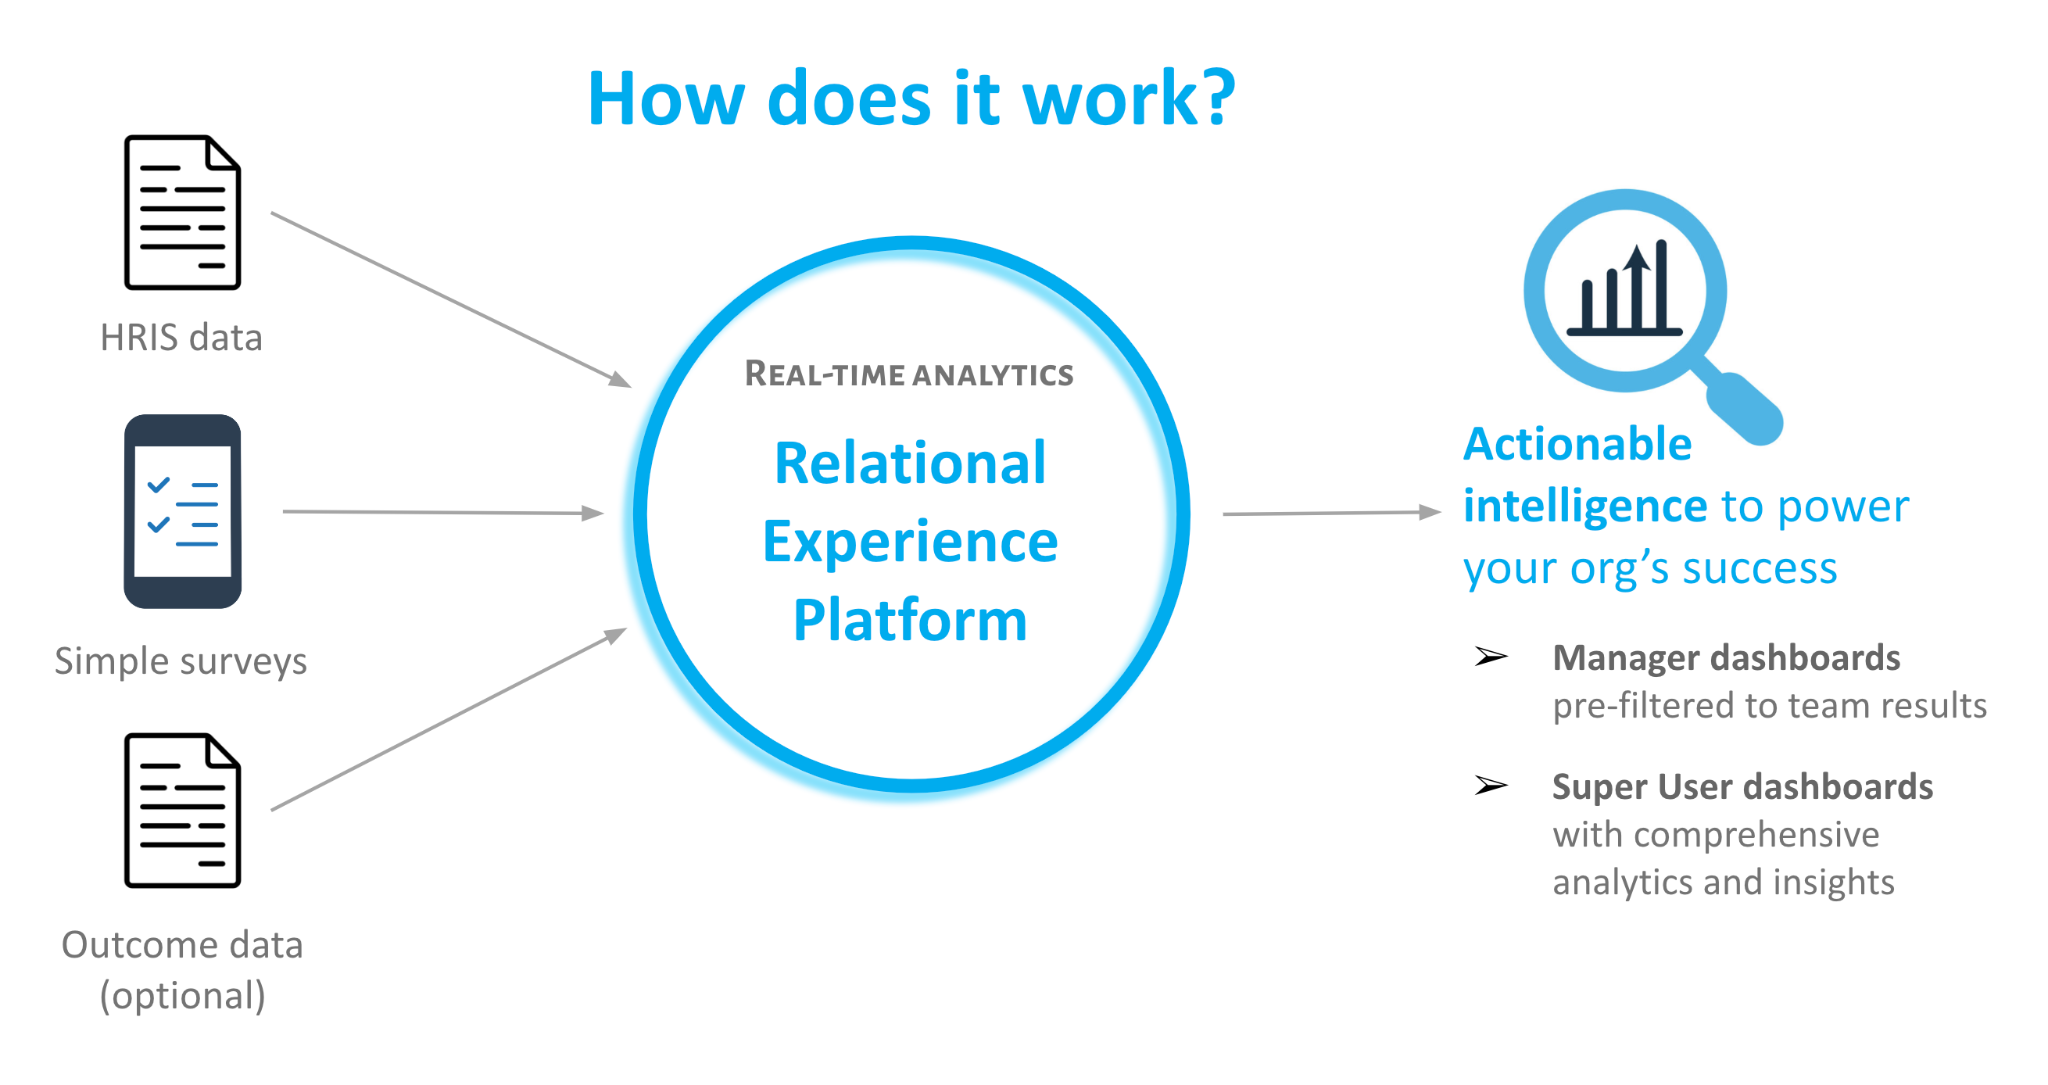 How does it work?
HRIS data
Simple surveys
Outcome data
(optional)
REAL-TIME ANALYTICS
Relational
Experience
Platform
Actionable
intelligence to power
your org’s success
➢ Manager dashboards
pre-filtered to team results
➢ Super User dashboards
with comprehensive
analytics and insights